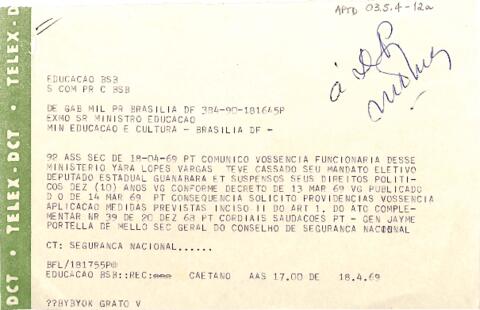 APTD 03.5.4-12a
DCT • TELEX • DCT • TELEX • D
EDUCACAO BSB
S COM PR C BSB
DE GAB MIL PR BRASILIA DF 384-90-181645P
EXMO SR MINISTRO EDUCACAO
MIN EDUCACAO E CULTURA - BRASILIA DF -
92 ASS SEC DE 18-04-69 PT COMUNICO VOSSENCIA FUNCIONARIA DESSE
MINISTERIO YARA LOPES VARGAS TEVE CASSADO SEU MANDATO ELETIVO
DEPUTADO ESTADUAL GUANABARA ET SUSPENSOS SEUS DIREITOS POLITI-
COS DEZ (10) ANOS VG CONFORME DECRETO DE 13 MAR 69 VG PUBLICADO
D O DE 14 MAR 69 PT CONSEQUENCIA SOLICITO PROVIDENCIAS VOSSENCIA
APLICACAO MEDIDAS PREVISTAS INCISO II DO ART 1. DO ATO COMPLE-
MENTAR NR 39 DE 20 DEZ 68 PT CORDIAIS SAUDACOES PT - GEN JAYME
PORTELLA DE MELLO SEC GERAL DO CONSELHO DE SEGURANCA NACIONAL
CT: SEGURANCA NACIONAL......
BFL/181755P@
EDUCACAO BSB::REC: CAETANO AAS 17.00 DE 18.4.69
??BYBYOK GRATO V